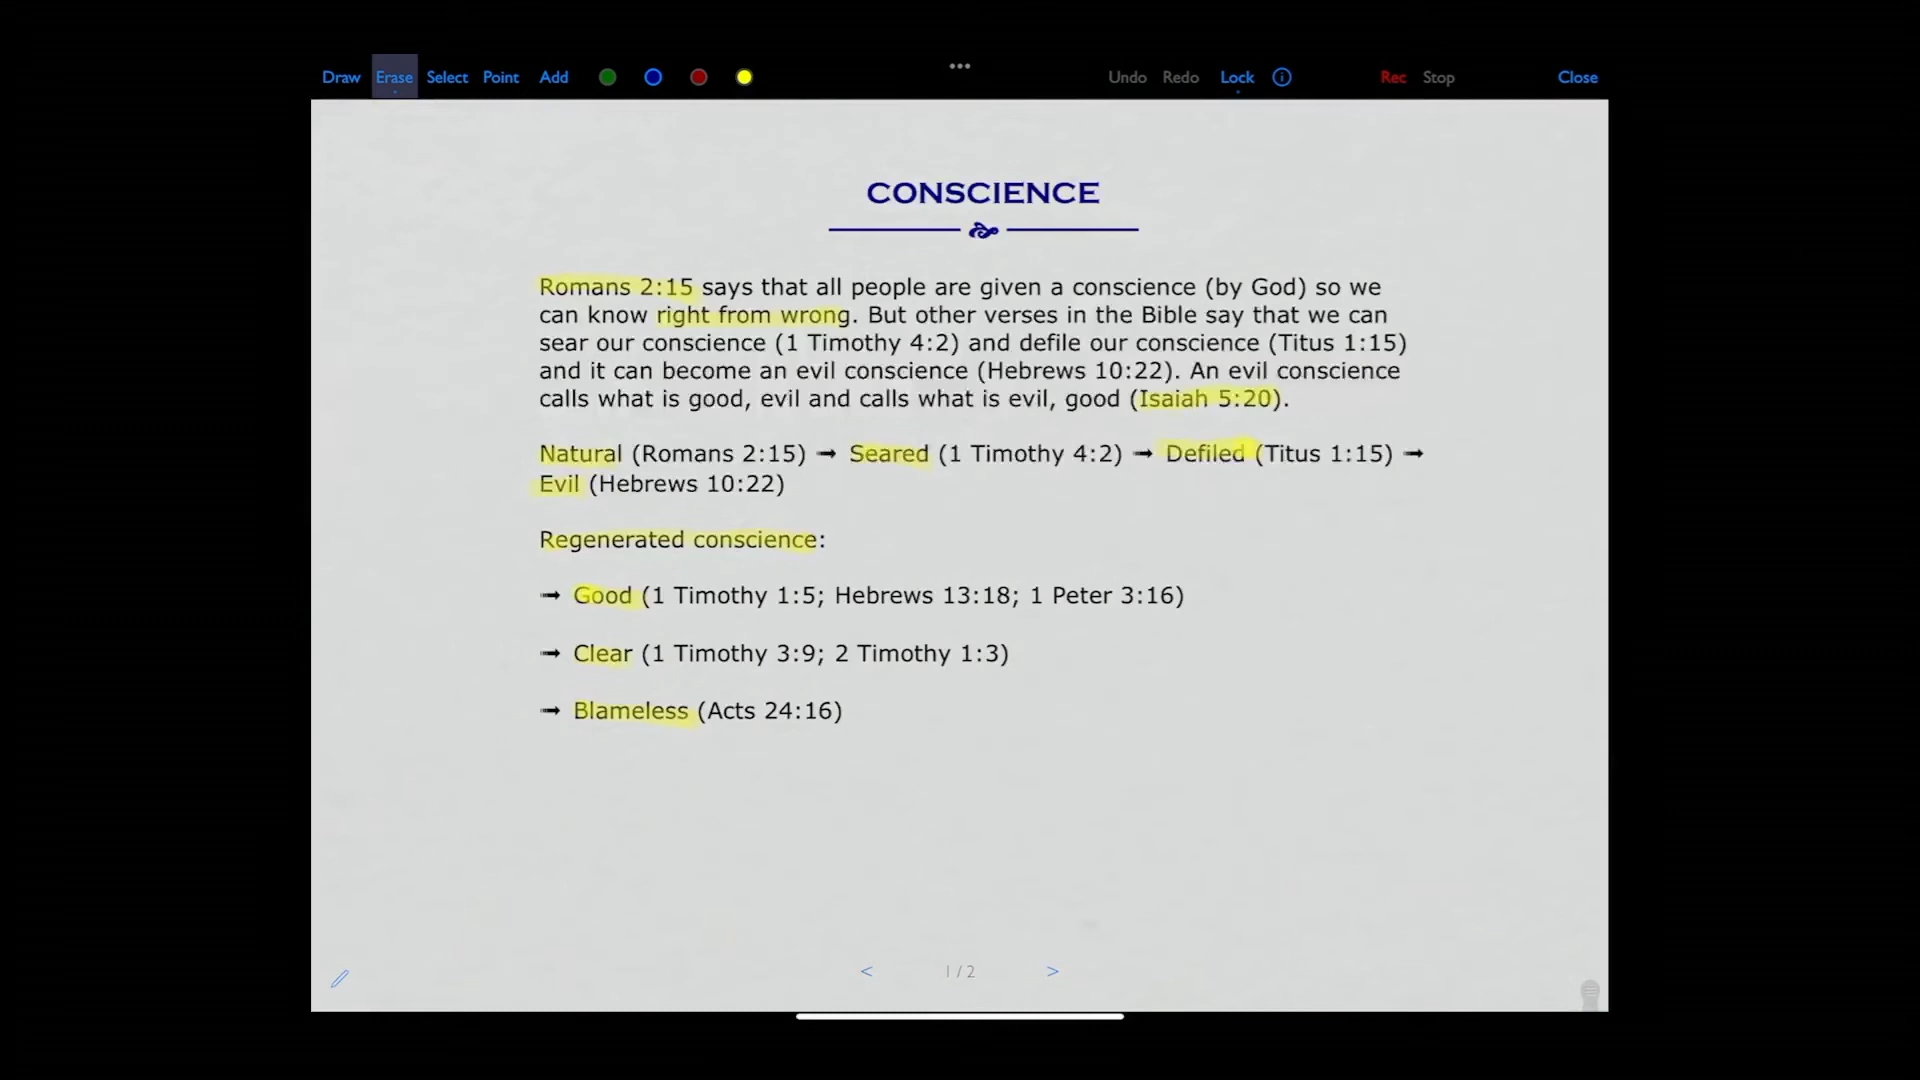 Draw Erase Select Point Add Undo Redo Lock Rec Stop Close
CONSCIENCE
Romans 2:15 says that all people are given a conscience (by God) so we
can know right from wrong. But other verses in the Bible say that we can
sear our conscience (1 Timothy 4:2) and defile our conscience (Titus 1:15)
and it can become an evil conscience (Hebrews 10:22). An evil conscience
calls what is good, evil and calls what is evil, good (Isaiah 5:20).
Natural (Romans 2:15) ➞ Seared (1 Timothy 4:2) ➞ Defiled (Titus 1:15) ➞
Evil (Hebrews 10:22)
Regenerated conscience:
➞ Good (1 Timothy 1:5; Hebrews 13:18; 1 Peter 3:16)
➞ Clear (1 Timothy 3:9; 2 Timothy 1:3)
➞ Blameless (Acts 24:16)
< 1 / 2 >